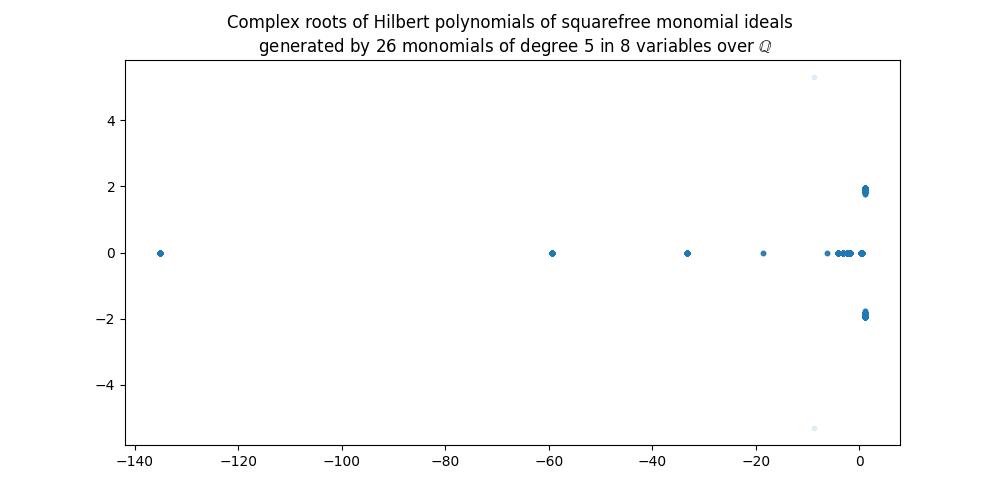 Complex roots of Hilbert polynomials of squarefree monomial ideals
generated by 26 monomials of degree 5 in 8 variables over ℚ
4
2
0
−2
−4
−140 −120 −100 −80 −60 −40 −20 0